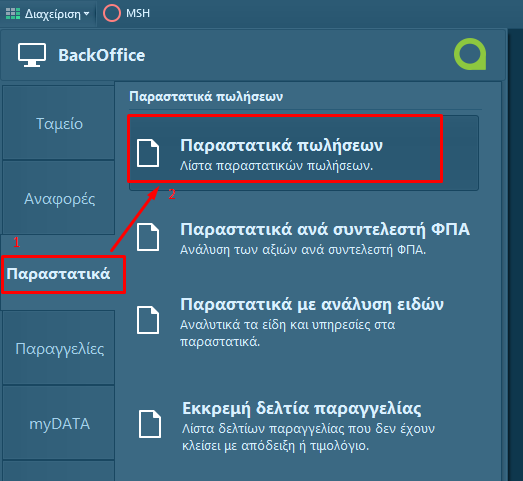 Διαχείριση MSH
BackOffice
Παραστατικά πωλήσεων
Ταμείο
Παραστατικά πωλήσεων
Λίστα παραστατικών πωλήσεων.
2
Αναφορές
Παραστατικά ανά συντελεστή ΦΠΑ
Ανάλυση των αξιών ανά συντελεστή ΦΠΑ.
1
Παραστατικά
Παραστατικά με ανάλυση ειδών
Αναλυτικά τα είδη και υπηρεσίες στα
παραστατικά.
Παραγγελίες
Εκκρεμή δελτία παραγγελίας
Λίστα δελτίων παραγγελίας που δεν έχουν
κλείσει με απόδειξη ή τιμολόγιο.
myDATA